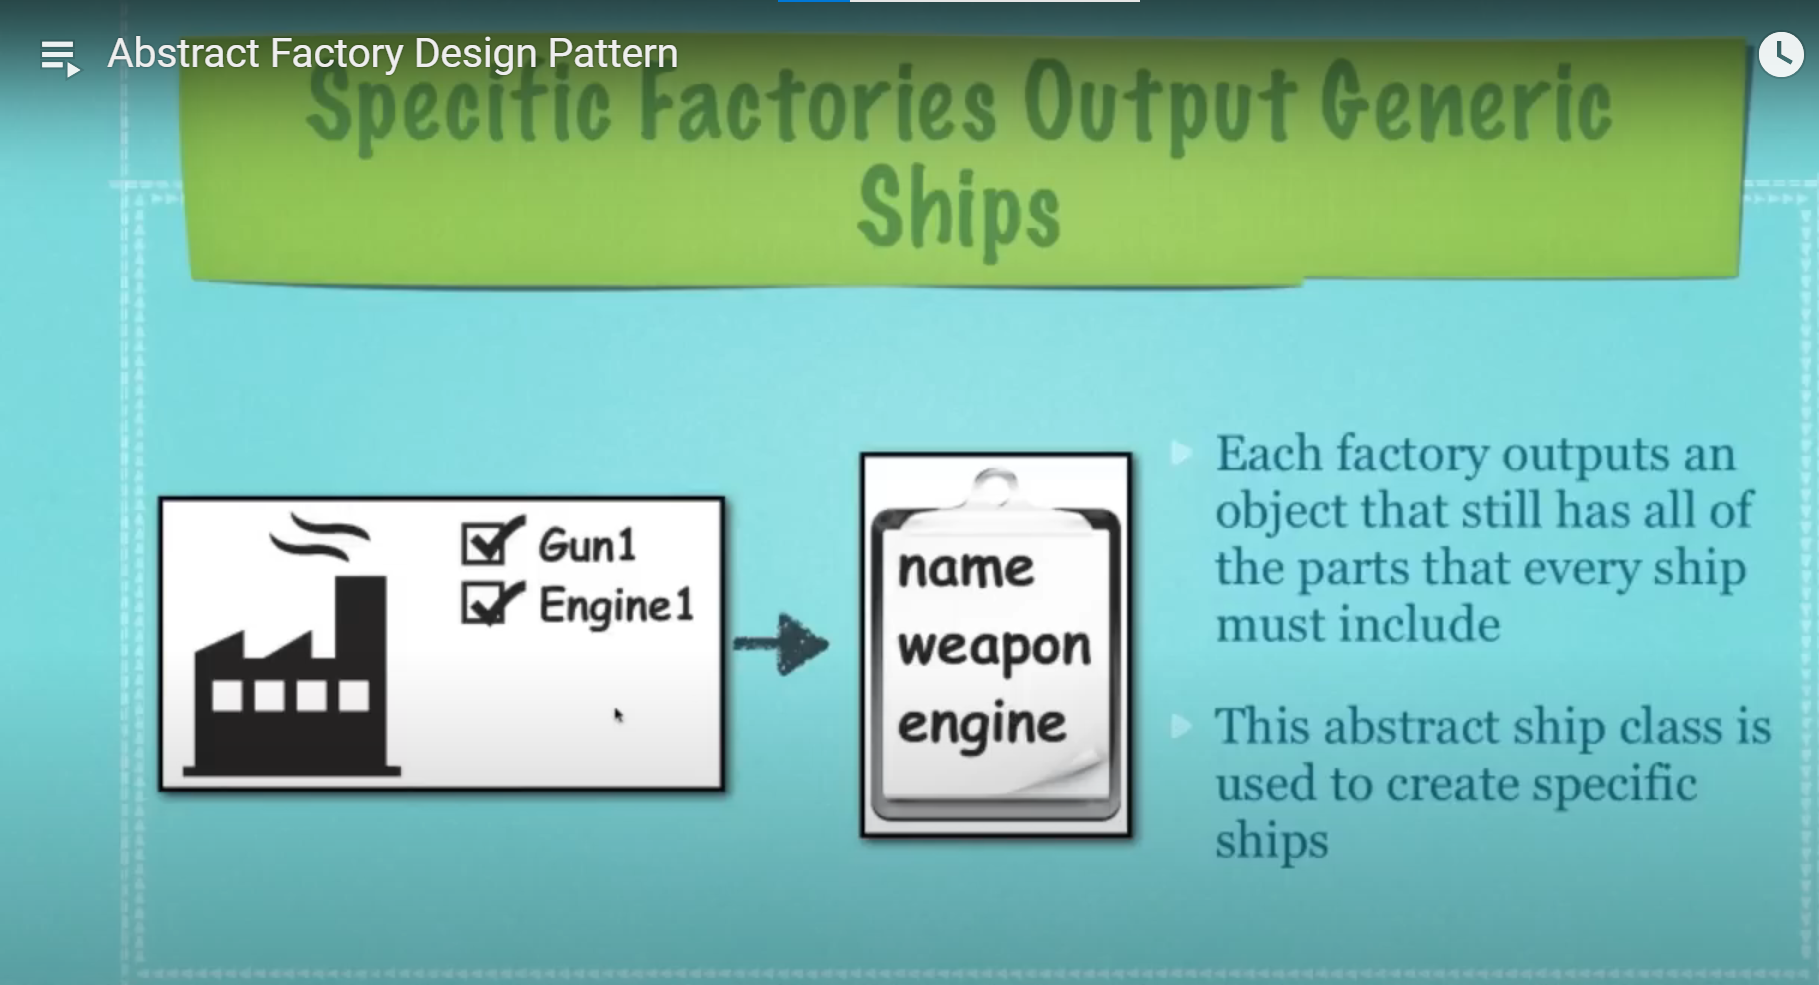 Abstract Factory Design Pattern
Specific Factories Output Generic
Ships
Gun1
Engine1
name
weapon
engine
Each factory outputs an
object that still has all of
the parts that every ship
must include
This abstract ship class is
used to create specific
ships